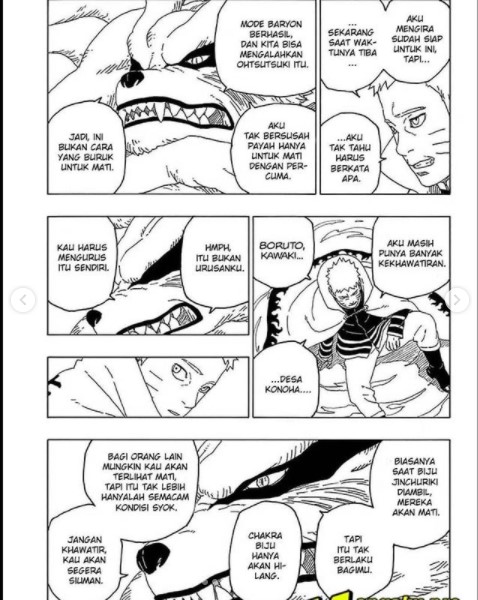 AKU
MENGIRA
SUDAH SIAP
UNTUK INI,
TAPI...
...
SEKARANG
SAAT WAK-
TUNYA TIBA
...
...AKU
TAK TAHU
HARUS
BERKATA
APA.
MODE BARYON
BERHASIL,
DAN KITA BISA
MENGALAHKAN
OHTSUTSUKI ITU.
AKU
TAK BERSUSAH
PAYAH HANYA
UNTUK MATI
DENGAN PER-
CUMA.
JADI, INI
BUKAN CARA
YANG BURUK
UNTUK MATI.
AKU MASIH
PUNYA BANYAK
KEKHAWATIRAN.
BORUTO,
KAWAKI...
...DESA
KONOHA....
HMPH,
ITU BUKAN
URUSANKU.
KAU HARUS
MENGURUS
ITU SENDIRI.
BIASANYA
SAAT BIJU
JINCHURIKI
DIAMBIL,
MEREKA
AKAN MATI.
TAPI
ITU TAK
BERLAKU
BAGIMU.
CHAKRA
BIJU
HANYA
AKAN HI-
LANG.
BAGI ORANG LAIN
MUNGKIN KAU AKAN
TERLIHAT MATI,
TAPI ITU TAK LEBIH
HANYALAH SEMACAM
KONDISI SYOK.
JANGAN
KHAWATIR,
KAU AKAN
SEGERA
SIUMAN.